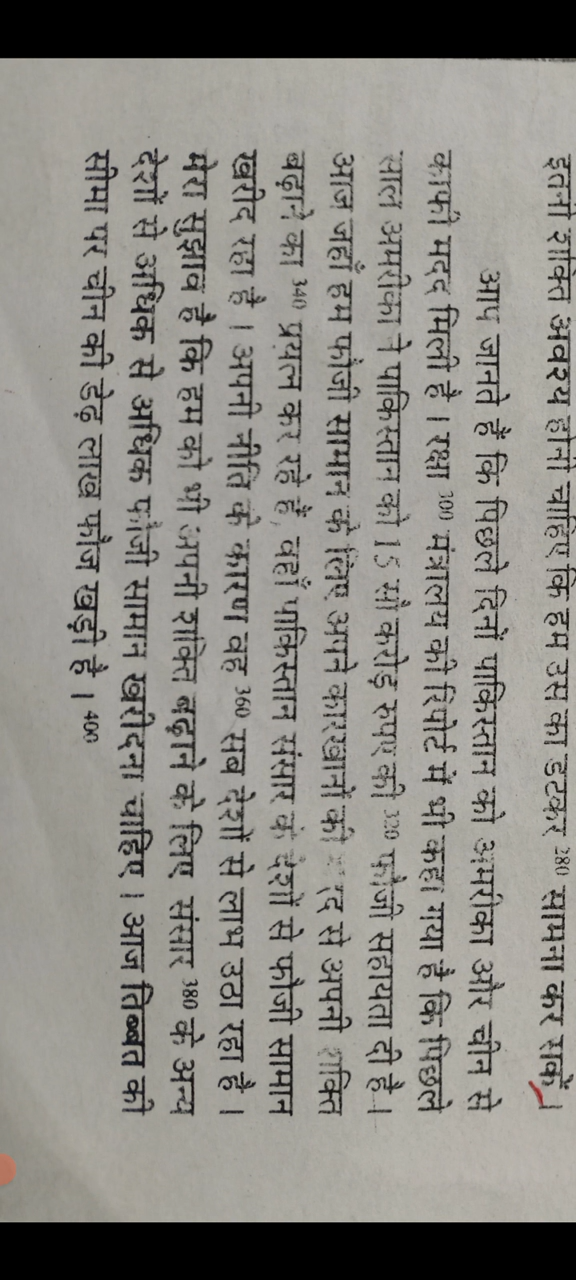 इतनी शक्ति अवश्य होनी चाहिए कि हम उस का डटकर 280 सामना कर सकें।
आप जानते हैं कि पिछले दिनों पाकिस्तान को अमरीका और चीन से
काफी मदद मिली है। रक्षा 300 मंत्रालय की रिपोर्ट में भी कहा गया है कि पिछले
साल अमरीका ने पाकिस्तान को 15 सौ करोड़ रुपए की 320 फौजी सहायता दी है।
आज जहाँ हम फौजी सामान के लिए अपने कारखानों की मदद से अपनी शक्ति
बढ़ाने का 340 प्रयत्न कर रहे हैं, वहाँ पाकिस्तान संसार के देशों से फौजी सामान
खरीद रहा है। अपनी नीति के कारण वह 360 सब देशों से लाभ उठा रहा है।
मेरा सुझाव है कि हम को भी अपनी शक्ति बढ़ाने के लिए संसार 380 के अन्य
देशों से अधिक से अधिक फौजी सामान खरीदना चाहिए। आज तिब्बत की
सीमा पर चीन की डेढ़ लाख फौज खड़ी है। 400